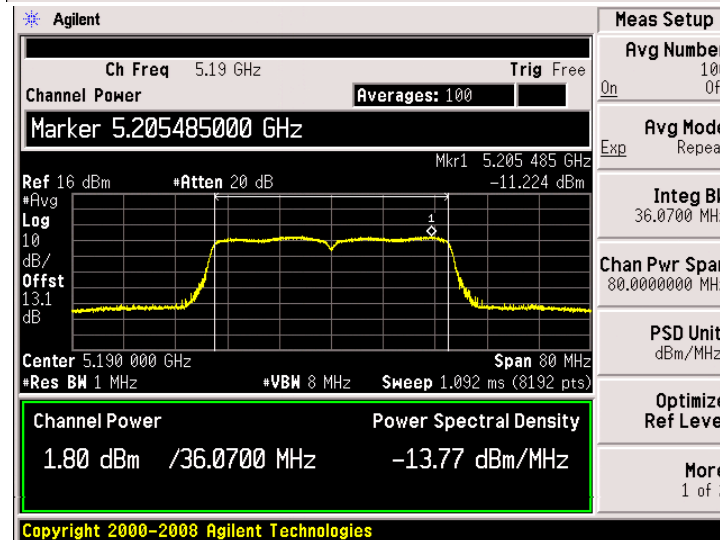 Agilent
Meas Setup
Ch Freq 5.19 GHz Trig Free
Channel Power Averages: 100
Marker 5.205485000 GHz
Mkr1 5.205 485 GHz
Ref 16 dBm #Atten 20 dB -11.224 dBm
#Avg
Log
10
dB/
Offst
13.1
dB
1
Center 5.190 000 GHz Span 80 MHz
#Res BW 1 MHz #VBW 8 MHz Sweep 1.092 ms (8192 pts)
Channel Power Power Spectral Density
1.80 dBm /36.0700 MHz -13.77 dBm/MHz
Copyright 2000-2008 Agilent Technologies
Avg Number
10
On Of
Avg Mode
Exp Repea
Integ B
36.0700 MHz
Chan Pwr Span
80.0000000 MHz
PSD Unit
dBm/MHz
Optimize
Ref Leve
More
1 of